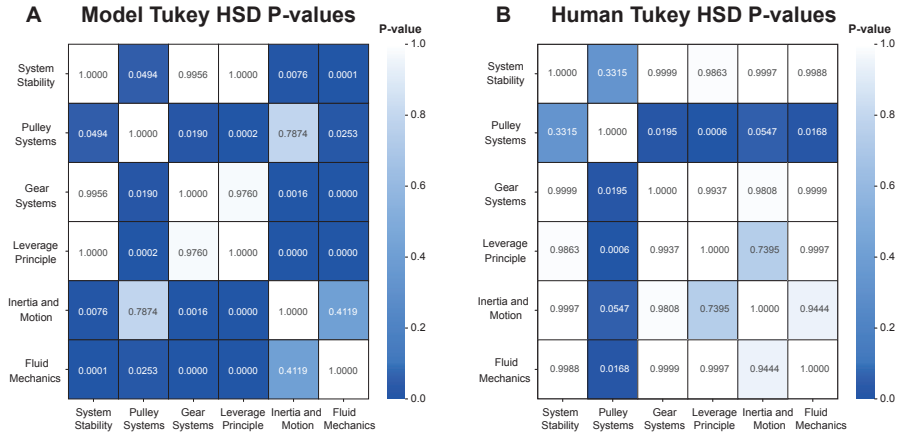 A Model Tukey HSD P-values
P-value
System
Stability
1.0000 0.0494 0.9956 1.0000 0.0076 0.0001
Pulley
Systems
0.0494 1.0000 0.0190 0.0002 0.7874 0.0253
Gear
Systems
0.9956 0.0190 1.0000 0.9760 0.0016 0.0000
Leverage
Principle
1.0000 0.0002 0.9760 1.0000 0.0000 0.0000
Inertia and
Motion
0.0076 0.7874 0.0016 0.0000 1.0000 0.4119
Fluid
Mechanics
0.0001 0.0253 0.0000 0.0000 0.4119 1.0000
System Pulley Gear Leverage Inertia and Fluid
Stability Systems Systems Principle Motion Mechanics
1.0
0.8
0.6
0.4
0.2
0.0
B Human Tukey HSD P-values
P-value
System
Stability
1.0000 0.3315 0.9999 0.9863 0.9997 0.9988
Pulley
Systems
0.3315 1.0000 0.0195 0.0006 0.0547 0.0168
Gear
Systems
0.9999 0.0195 1.0000 0.9937 0.9808 0.9999
Leverage
Principle
0.9863 0.0006 0.9937 1.0000 0.7395 0.9997
Inertia and
Motion
0.9997 0.0547 0.9808 0.7395 1.0000 0.9444
Fluid
Mechanics
0.9988 0.0168 0.9999 0.9997 0.9444 1.0000
System Pulley Gear Leverage Inertia and Fluid
Stability Systems Systems Principle Motion Mechanics
1.0
0.8
0.6
0.4
0.2
0.0